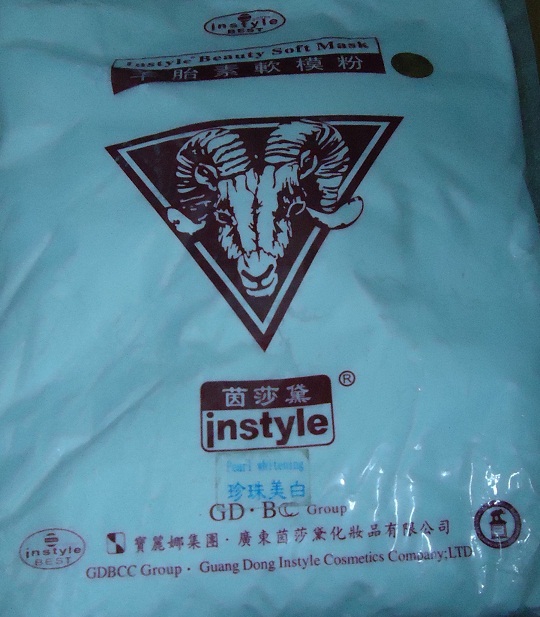 instyle
BEST
Instyle Beauty Soft Mask
羊胎素軟模粉
茵莎黛
®
instyle
Pearl whitening
珍珠美白
GD·BCC Group
寶麗娜集團·廣東茵莎黛化妝品有限公司
instyle
BEST
GDBCC Group · Guang Dong Instyle Cosmetics Company;LTD